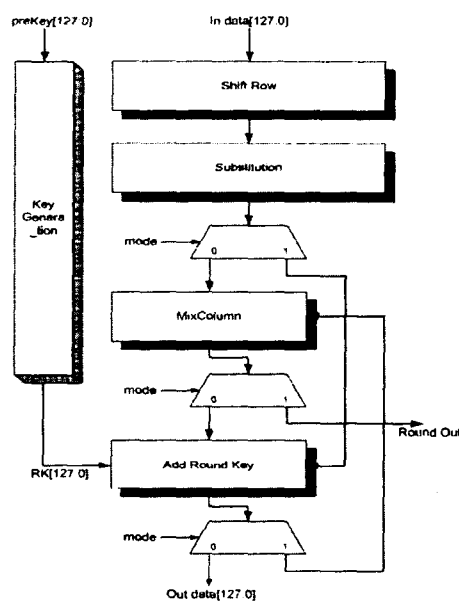 preKey[127:0]
In data[127.0]
Shift Row
Substitution
Key
Genera
_tion
mode
0 1
MixColumn
mode
0 1
Round Out
RK[127 0]
Add Round Key
mode
0 1
Out data[127.0]